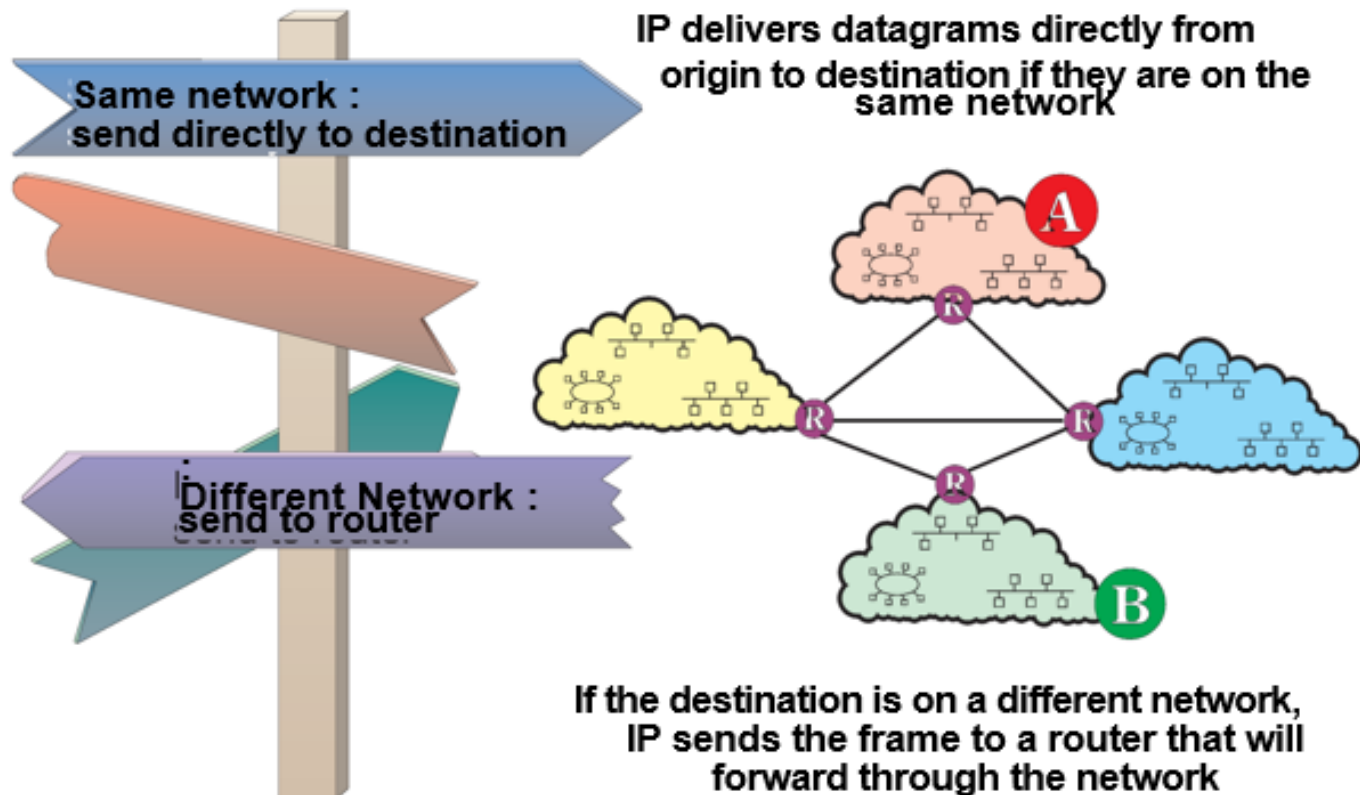 Same network :
send directly to destination
:
Different Network :
send to router
IP delivers datagrams directly from
origin to destination if they are on the
same network
A
R
R
R
R
B
If the destination is on a different network,
IP sends the frame to a router that will
forward through the network